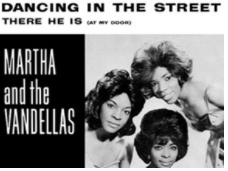 DANCING IN THE STREET
THERE HE IS (AT MY DOOR)
MARTHA
and the
VANDELLAS